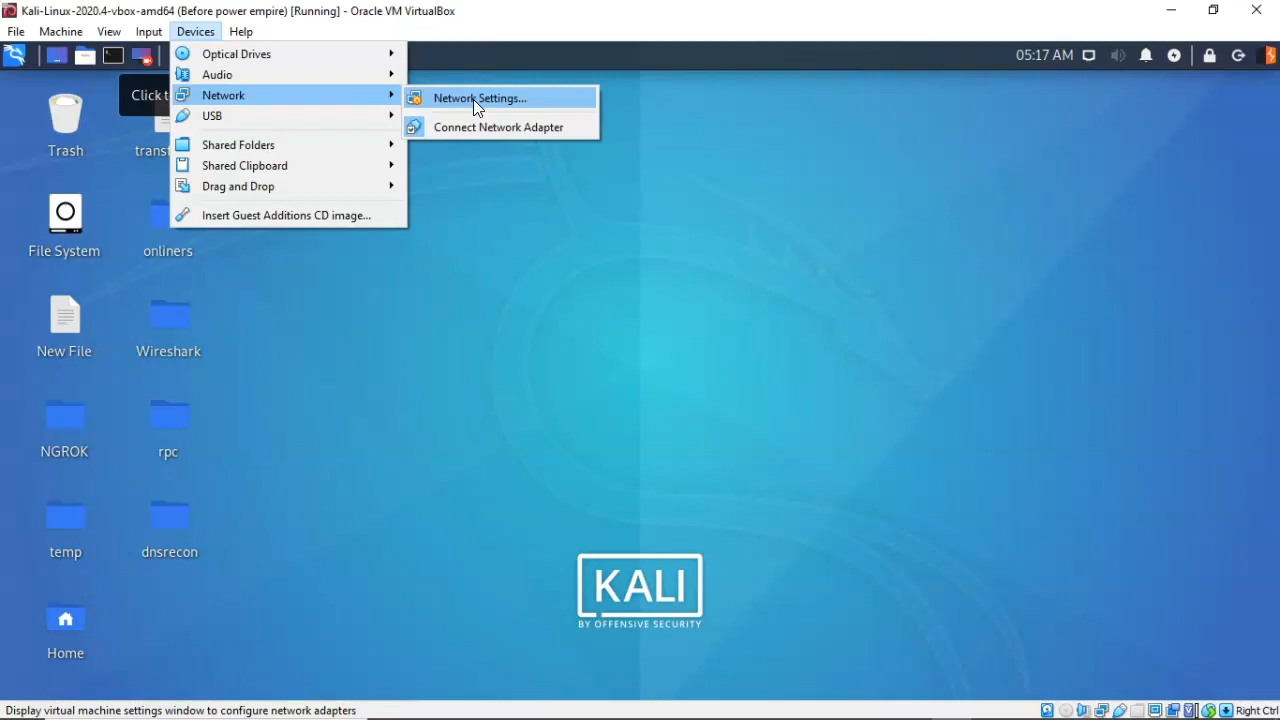 Kali-Linux-2020.4-vbox-amd64 (Before power empire) [Running] - Oracle VM VirtualBox
File Machine View Input Devices Help
05:17 AM
Optical Drives
Audio
Network
USB
Shared Folders
Shared Clipboard
Drag and Drop
Insert Guest Additions CD image...
Network Settings...
Connect Network Adapter
Click t
Trash
File System
onliners
New File
Wireshark
NGROK
rpc
temp
dnsrecon
Home
KALI
BY OFFENSIVE SECURITY
Display virtual machine settings window to configure network adapters
Right Ctrl